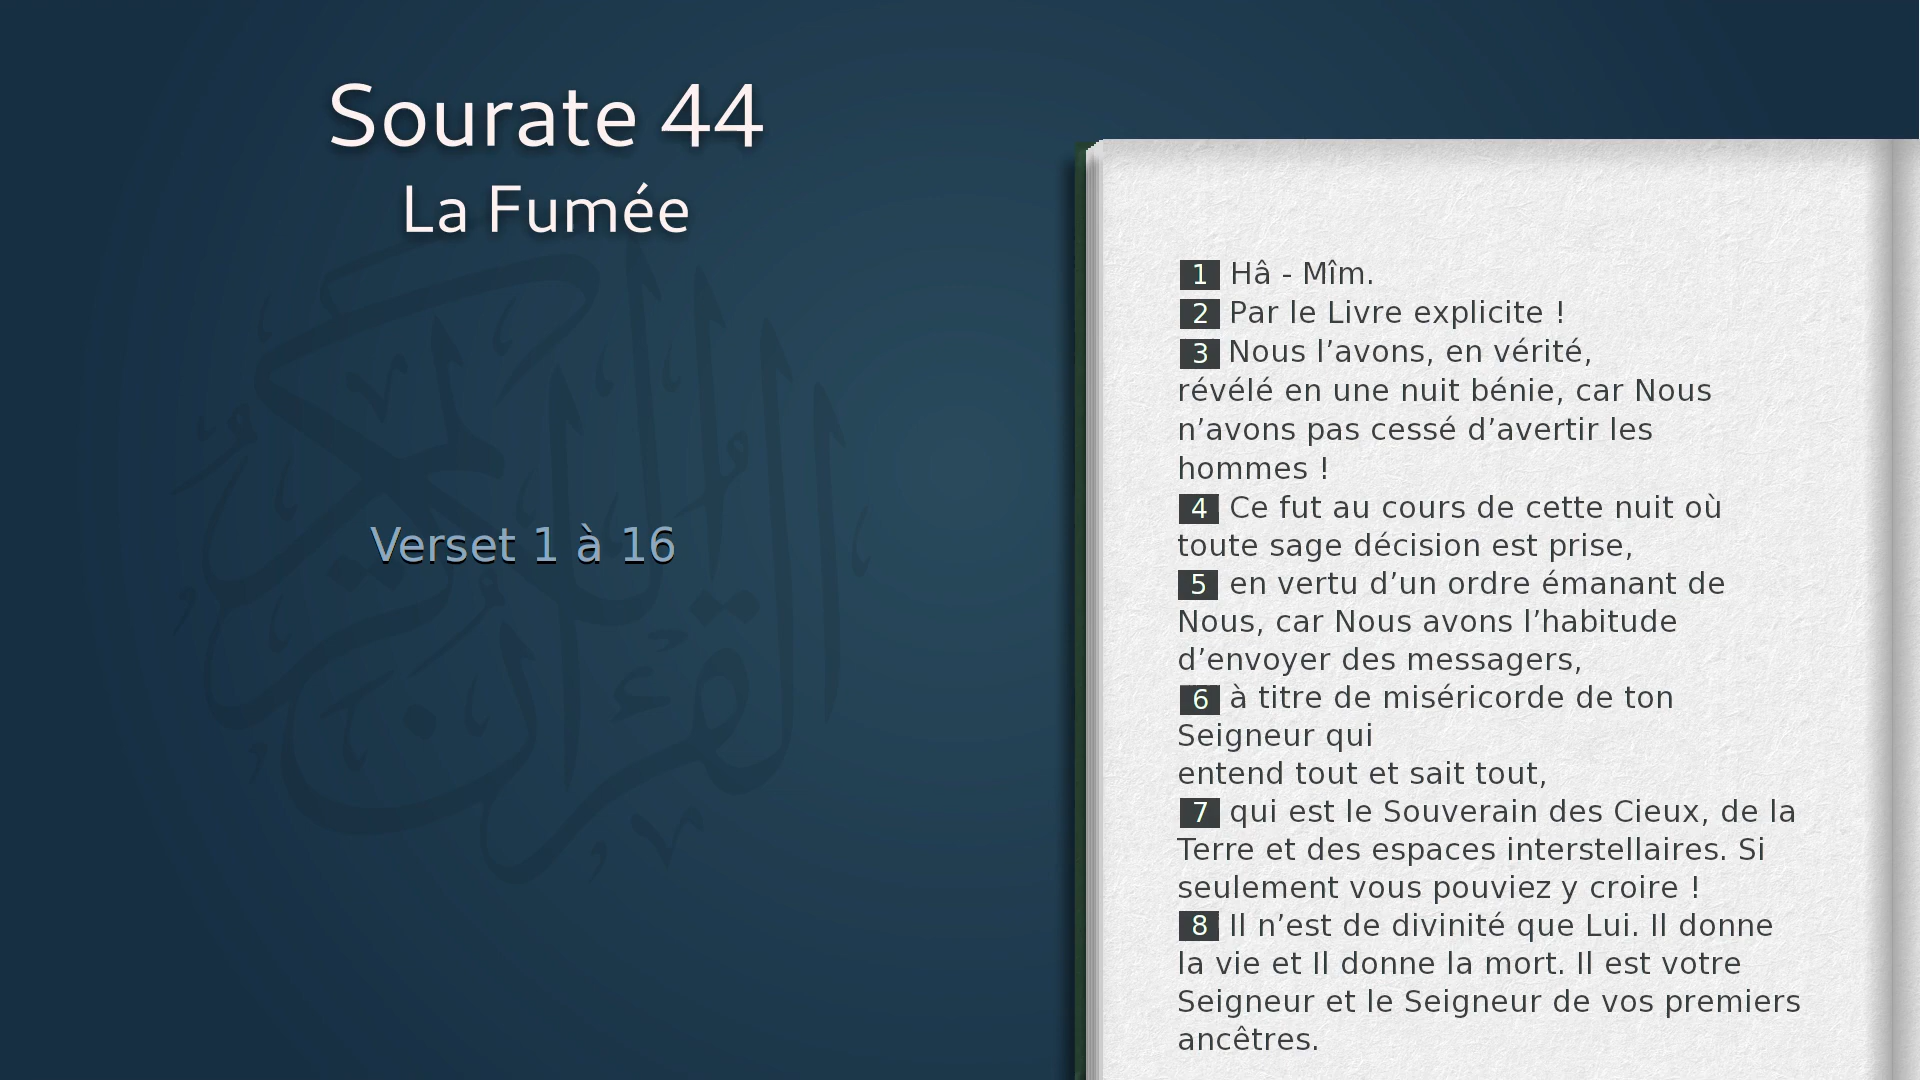 Sourate 44
La Fumée
Verset 1 à 16
1 Hâ - Mîm.
2 Par le Livre explicite !
3 Nous l’avons, en vérité,
révélé en une nuit bénie, car Nous
n’avons pas cessé d’avertir les
hommes !
4 Ce fut au cours de cette nuit où
toute sage décision est prise,
5 en vertu d’un ordre émanant de
Nous, car Nous avons l’habitude
d’envoyer des messagers,
6 à titre de miséricorde de ton
Seigneur qui
entend tout et sait tout,
7 qui est le Souverain des Cieux, de la
Terre et des espaces interstellaires. Si
seulement vous pouviez y croire !
8 Il n’est de divinité que Lui. Il donne
la vie et Il donne la mort. Il est votre
Seigneur et le Seigneur de vos premiers
ancêtres.
القرآن الكريم